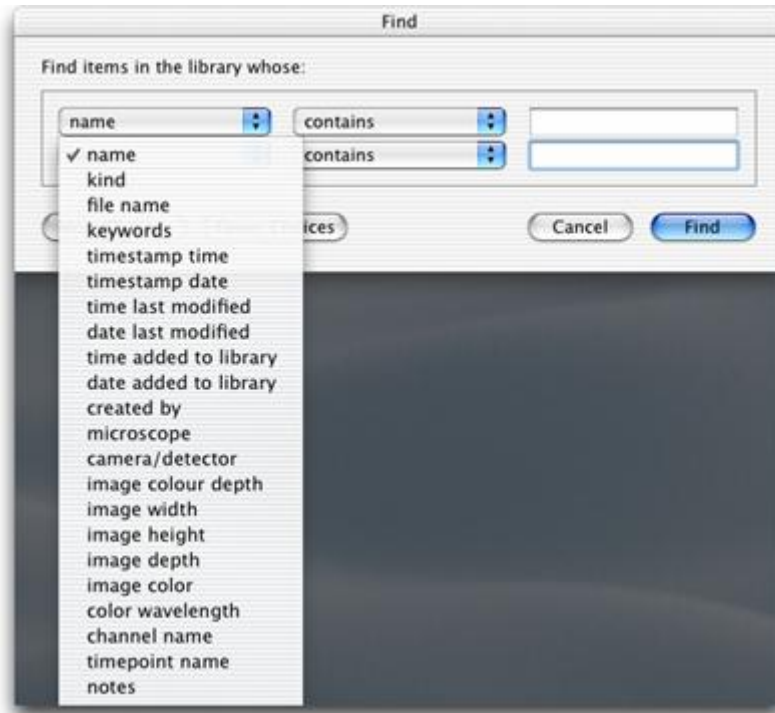 Find
Find items in the library whose:
name contains
✓ name contains
kind
file name
keywords
ices Cancel Find
timestamp time
timestamp date
time last modified
date last modified
time added to library
date added to library
created by
microscope
camera/detector
image colour depth
image width
image height
image depth
image color
color wavelength
channel name
timepoint name
notes